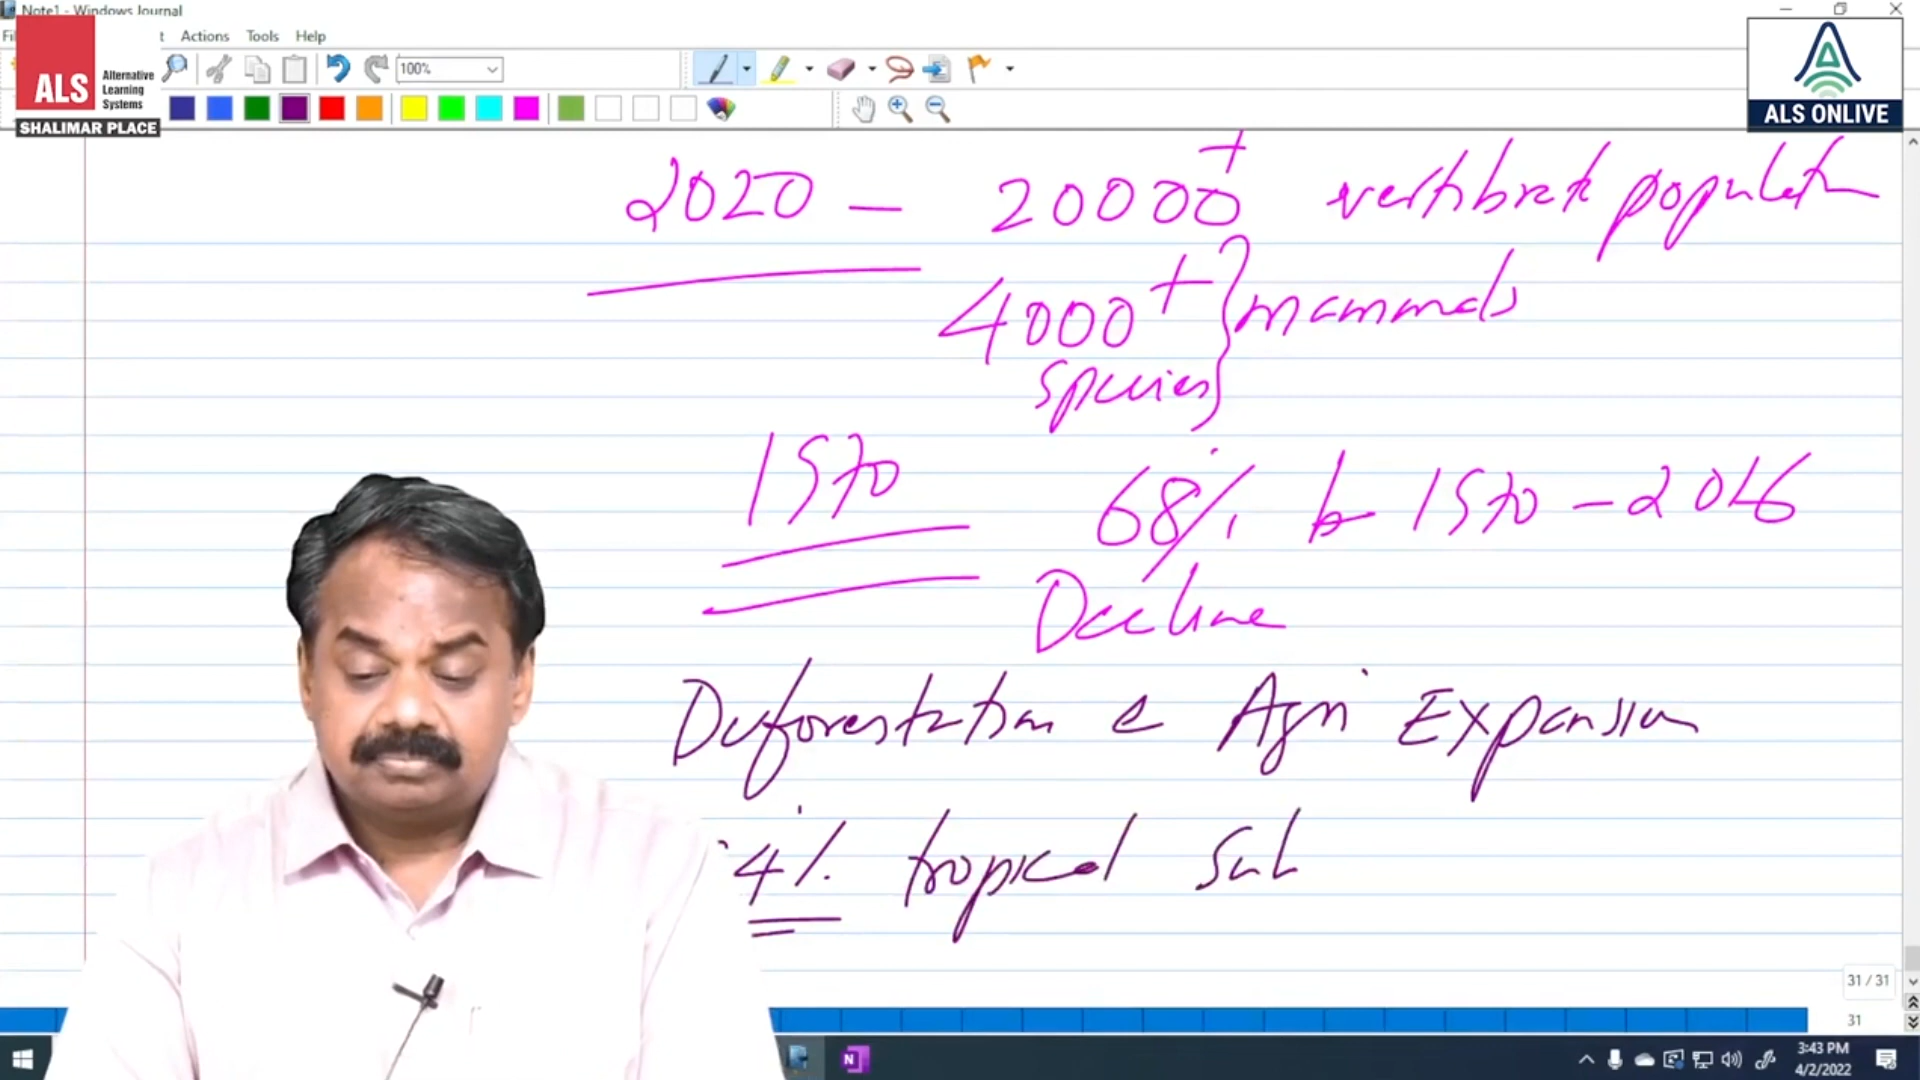 Note1 - Windows Journal
Actions Tools Help
ALS Alternative Learning Systems
SHALIMAR PLACE
100%
ALS ONLIVE
2020 - 20000+ vertibrate population
4000+ } mammals
species
1970 68% b 1970 - 2016
Decline
Deforestation & Agri Expansion
4% tropical Sub
31 / 31
31
N
3:43 PM
4/2/2022